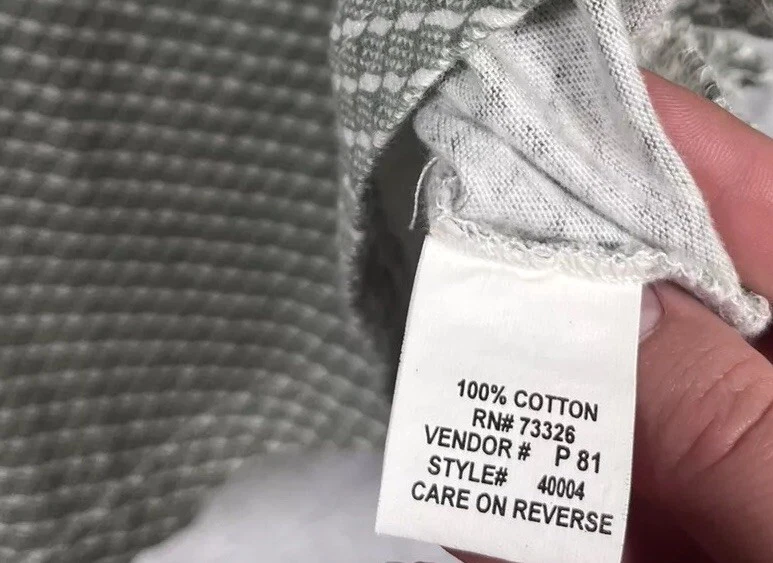 100% COTTON
RN# 73326
VENDOR # P 81
STYLE# 40004
CARE ON REVERSE